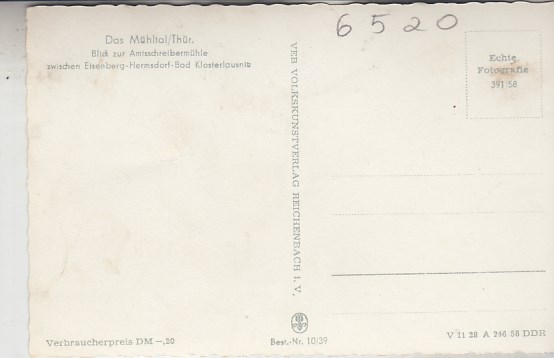 Das Mühltal/Thür.
Blick zur Amtsschreibermühle
zwischen Eisenberg-Hermsdorf-Bad Klosterlausnitz
6520
Echte
Fotografie
391 58
VEB VOLKSKUNSTVERLAG REICHENBACH I. V.
Verbraucherpreis DM —,20
Best.-Nr. 10/39
V 11 28 A 246 58 DDR